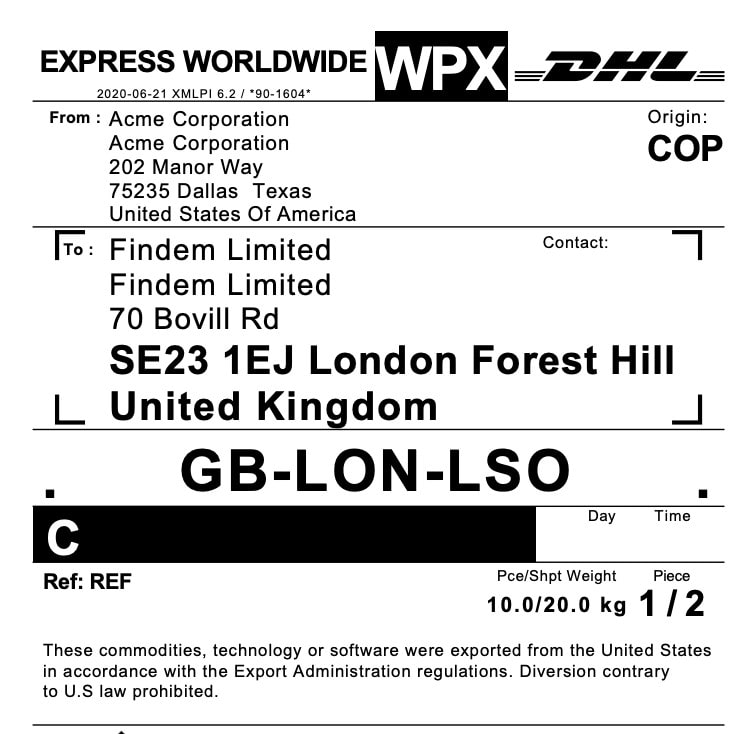 EXPRESS WORLDWIDE WPX DHL
2020-06-21 XMLPI 6.2 / *90-1604*
From : Acme Corporation
Origin:
Acme Corporation
COP
202 Manor Way
75235 Dallas Texas
United States Of America
To : Findem Limited
Contact:
Findem Limited
70 Bovill Rd
SE23 1EJ London Forest Hill
United Kingdom
. GB-LON-LSO .
C
Day Time
Ref: REF
Pce/Shpt Weight Piece
10.0/20.0 kg 1 / 2
These commodities, technology or software were exported from the United States
in accordance with the Export Administration regulations. Diversion contrary
to U.S law prohibited.